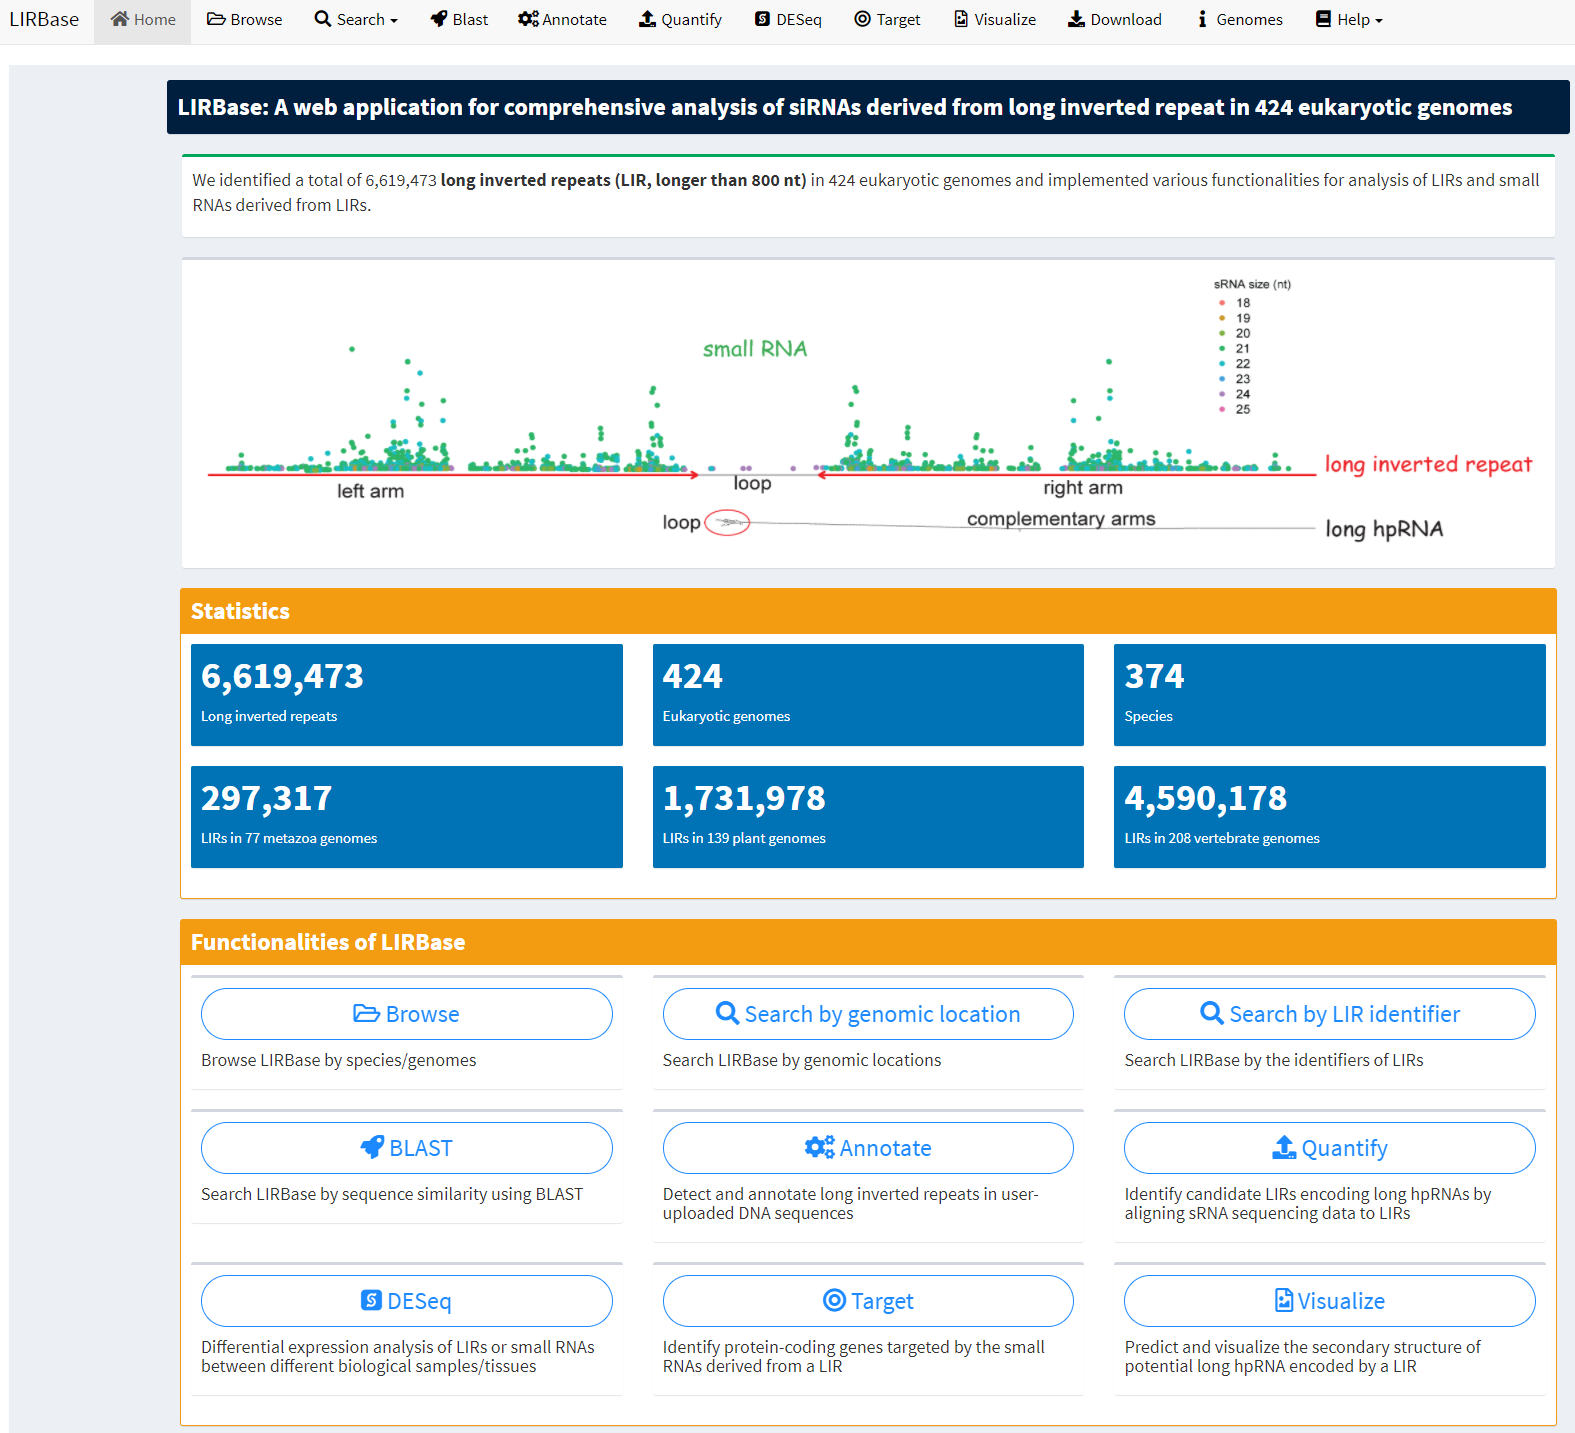 LIRBase Home Browse Search Blast Annotate Quantify DESeq Target Visualize Download Genomes Help
LIRBase: A web application for comprehensive analysis of siRNAs derived from long inverted repeat in 424 eukaryotic genomes
We identified a total of 6,619,473 long inverted repeats (LIR, longer than 800 nt) in 424 eukaryotic genomes and implemented various functionalities for analysis of LIRs and small
RNAs derived from LIRs.
sRNA size (nt)
18
19
20
21
22
23
24
25
small RNA
long inverted repeat
left arm
loop
right arm
loop
complementary arms
long hpRNA
Statistics
6,619,473
Long inverted repeats
424
Eukaryotic genomes
374
Species
297,317
LIRs in 77 metazoa genomes
1,731,978
LIRs in 139 plant genomes
4,590,178
LIRs in 208 vertebrate genomes
Functionalities of LIRBase
Browse
Browse LIRBase by species/genomes
Search by genomic location
Search LIRBase by genomic locations
Search by LIR identifier
Search LIRBase by the identifiers of LIRs
BLAST
Search LIRBase by sequence similarity using BLAST
Annotate
Detect and annotate long inverted repeats in user-
uploaded DNA sequences
Quantify
Identify candidate LIRs encoding long hpRNAs by
aligning sRNA sequencing data to LIRs
DESeq
Differential expression analysis of LIRs or small RNAs
between different biological samples/tissues
Target
Identify protein-coding genes targeted by the small
RNAs derived from a LIR
Visualize
Predict and visualize the secondary structure of
potential long hpRNA encoded by a LIR